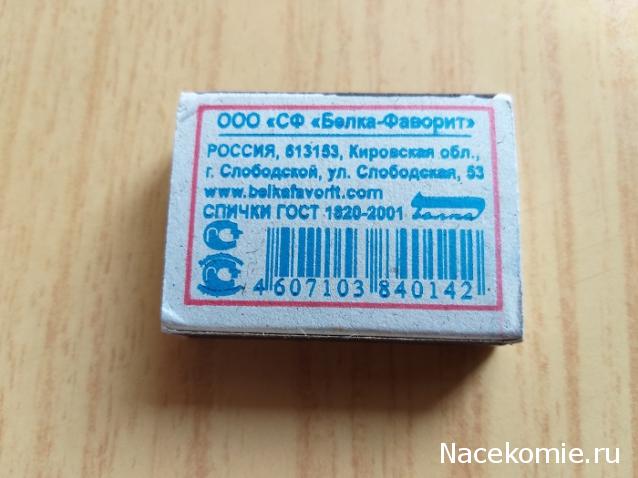 ООО «СФ «Белка-Фаворит»
РОССИЯ, 613153, Кировская обл.,
г. Слободской, ул. Слободская, 53
www.belkafavorit.com
СПИЧКИ ГОСТ 1820-2001 Белка
4 607103 840142
Nacekomie.ru